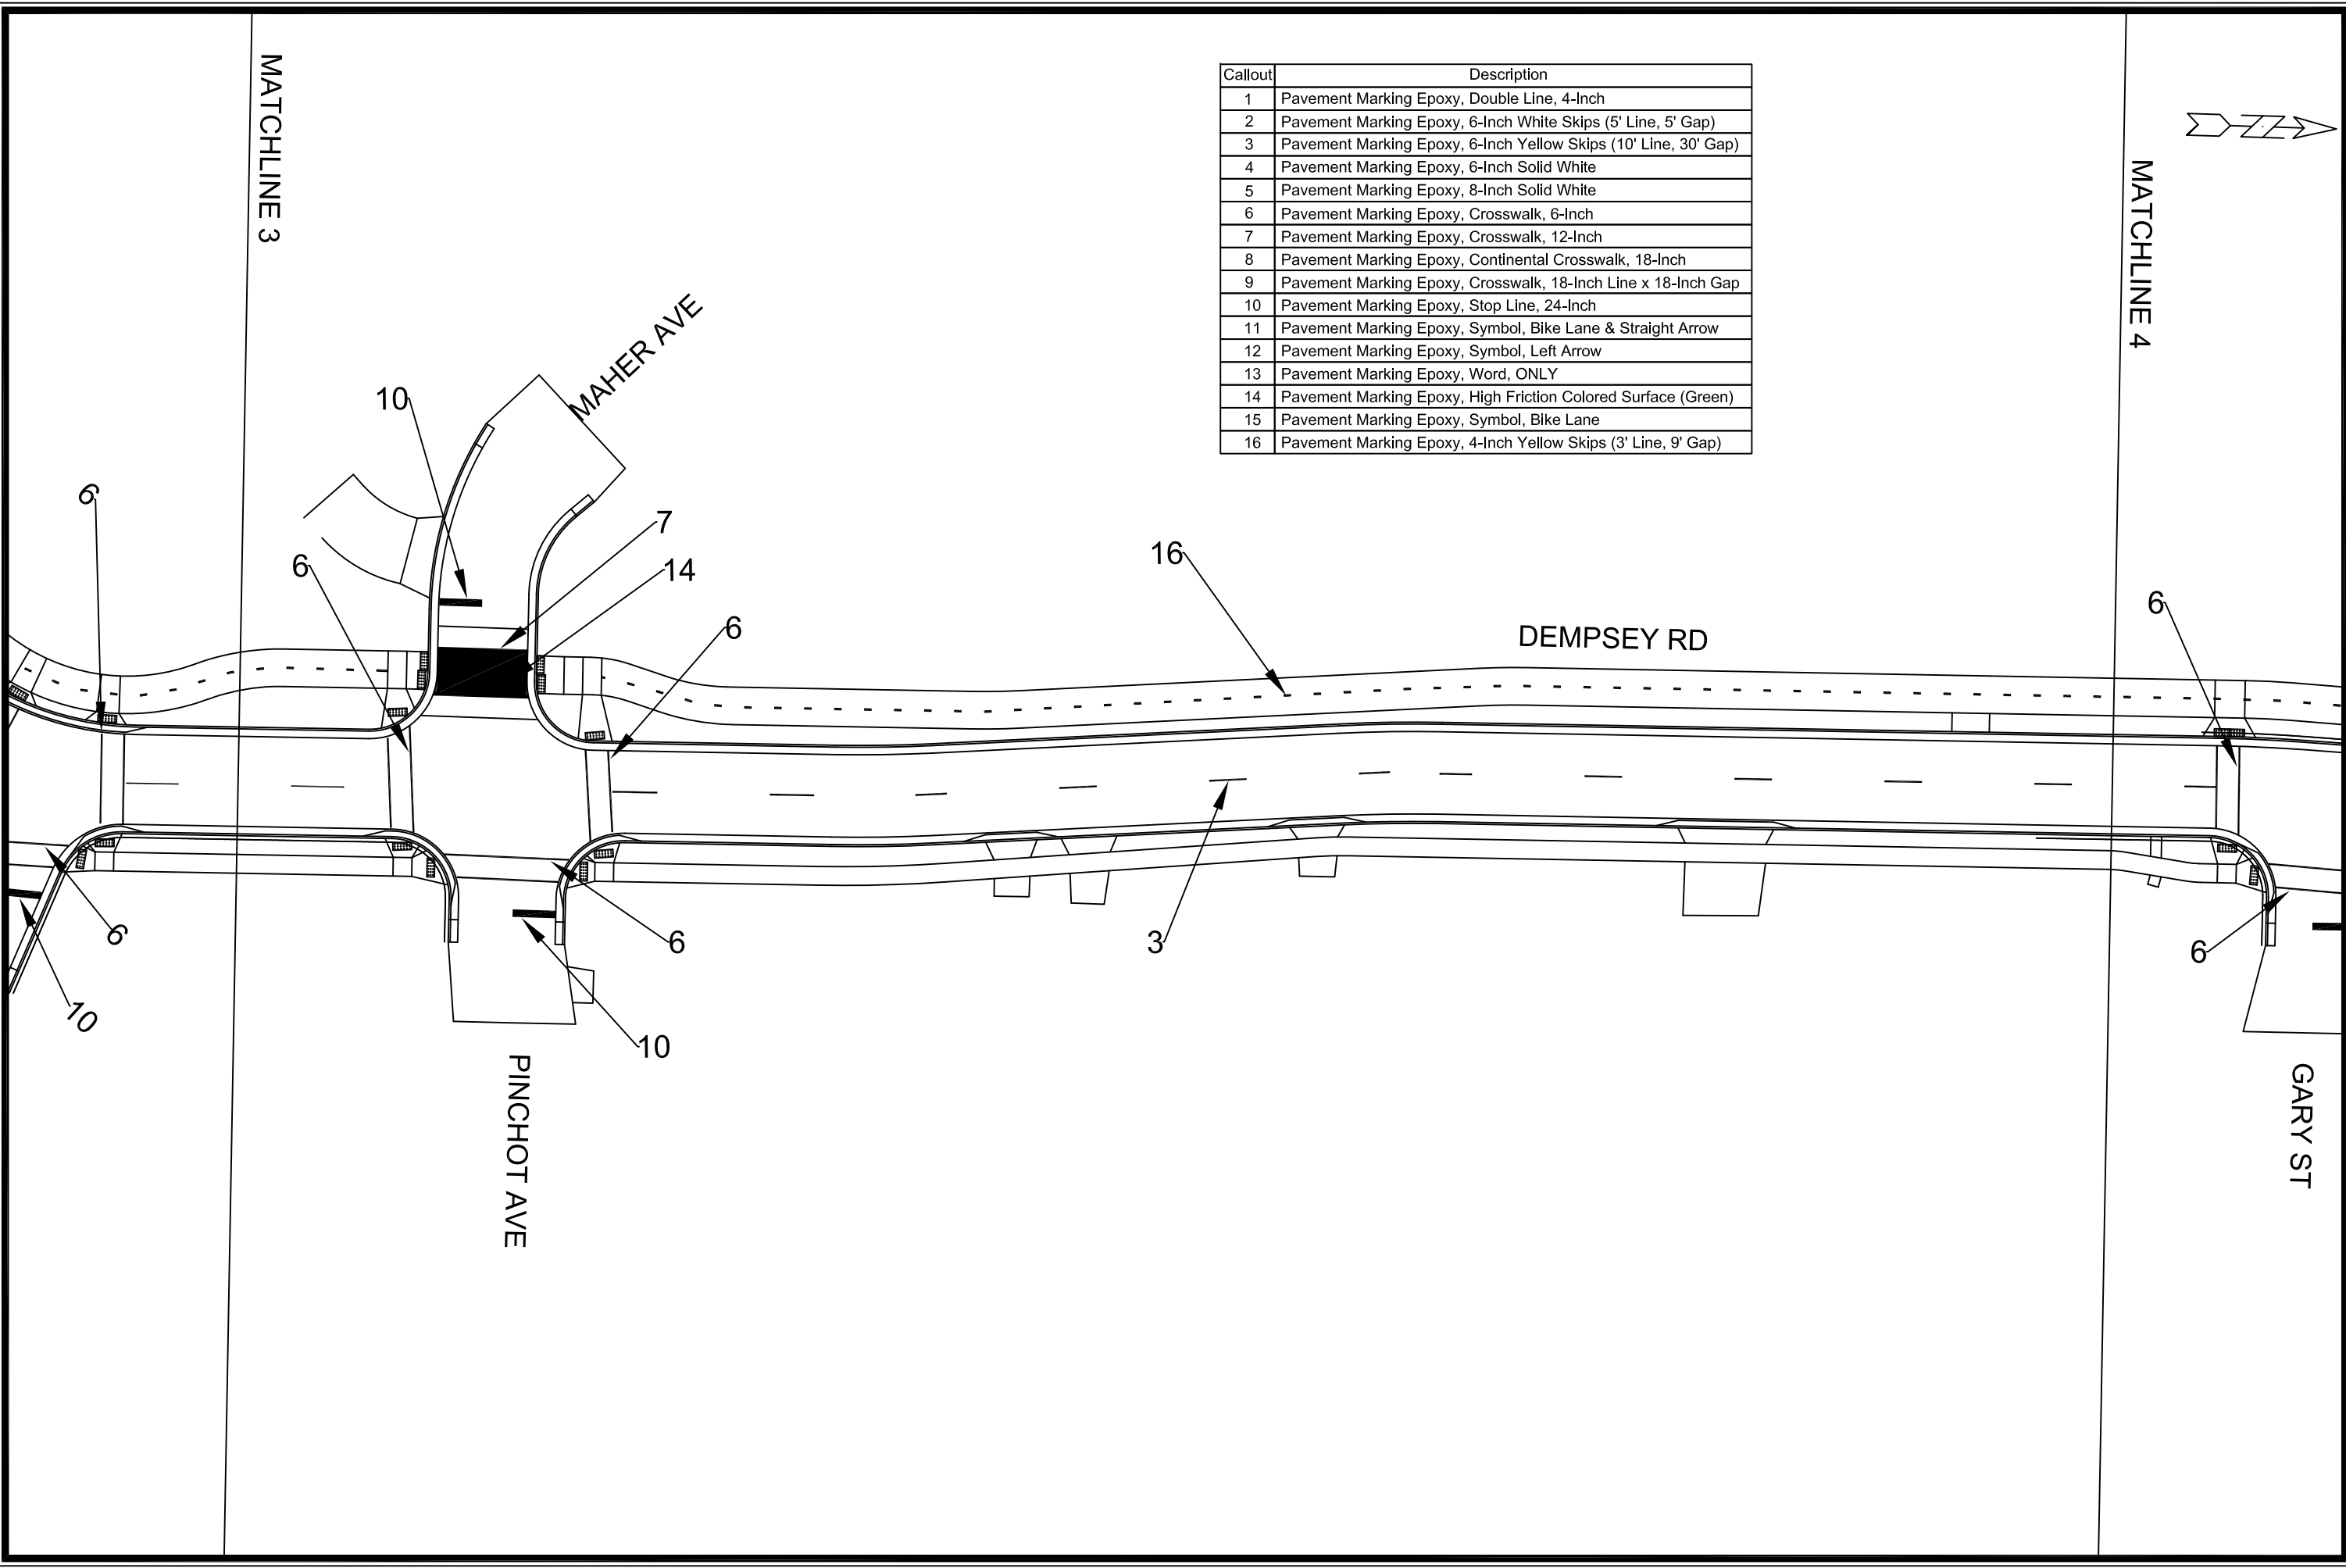 Callout Description
1 Pavement Marking Epoxy, Double Line, 4-Inch
2 Pavement Marking Epoxy, 6-Inch White Skips (5' Line, 5' Gap)
3 Pavement Marking Epoxy, 6-Inch Yellow Skips (10' Line, 30' Gap)
4 Pavement Marking Epoxy, 6-Inch Solid White
5 Pavement Marking Epoxy, 8-Inch Solid White
6 Pavement Marking Epoxy, Crosswalk, 6-Inch
7 Pavement Marking Epoxy, Crosswalk, 12-Inch
8 Pavement Marking Epoxy, Continental Crosswalk, 18-Inch
9 Pavement Marking Epoxy, Crosswalk, 18-Inch Line x 18-Inch Gap
10 Pavement Marking Epoxy, Stop Line, 24-Inch
11 Pavement Marking Epoxy, Symbol, Bike Lane & Straight Arrow
12 Pavement Marking Epoxy, Symbol, Left Arrow
13 Pavement Marking Epoxy, Word, ONLY
14 Pavement Marking Epoxy, High Friction Colored Surface (Green)
15 Pavement Marking Epoxy, Symbol, Bike Lane
16 Pavement Marking Epoxy, 4-Inch Yellow Skips (3' Line, 9' Gap)
MATCHLINE 3
MATCHLINE 4
N
MAHER AVE
10
6
7
6
14
16
6
6
DEMPSEY RD
6
6
3
6
10
10
PINCHOT AVE
GARY ST